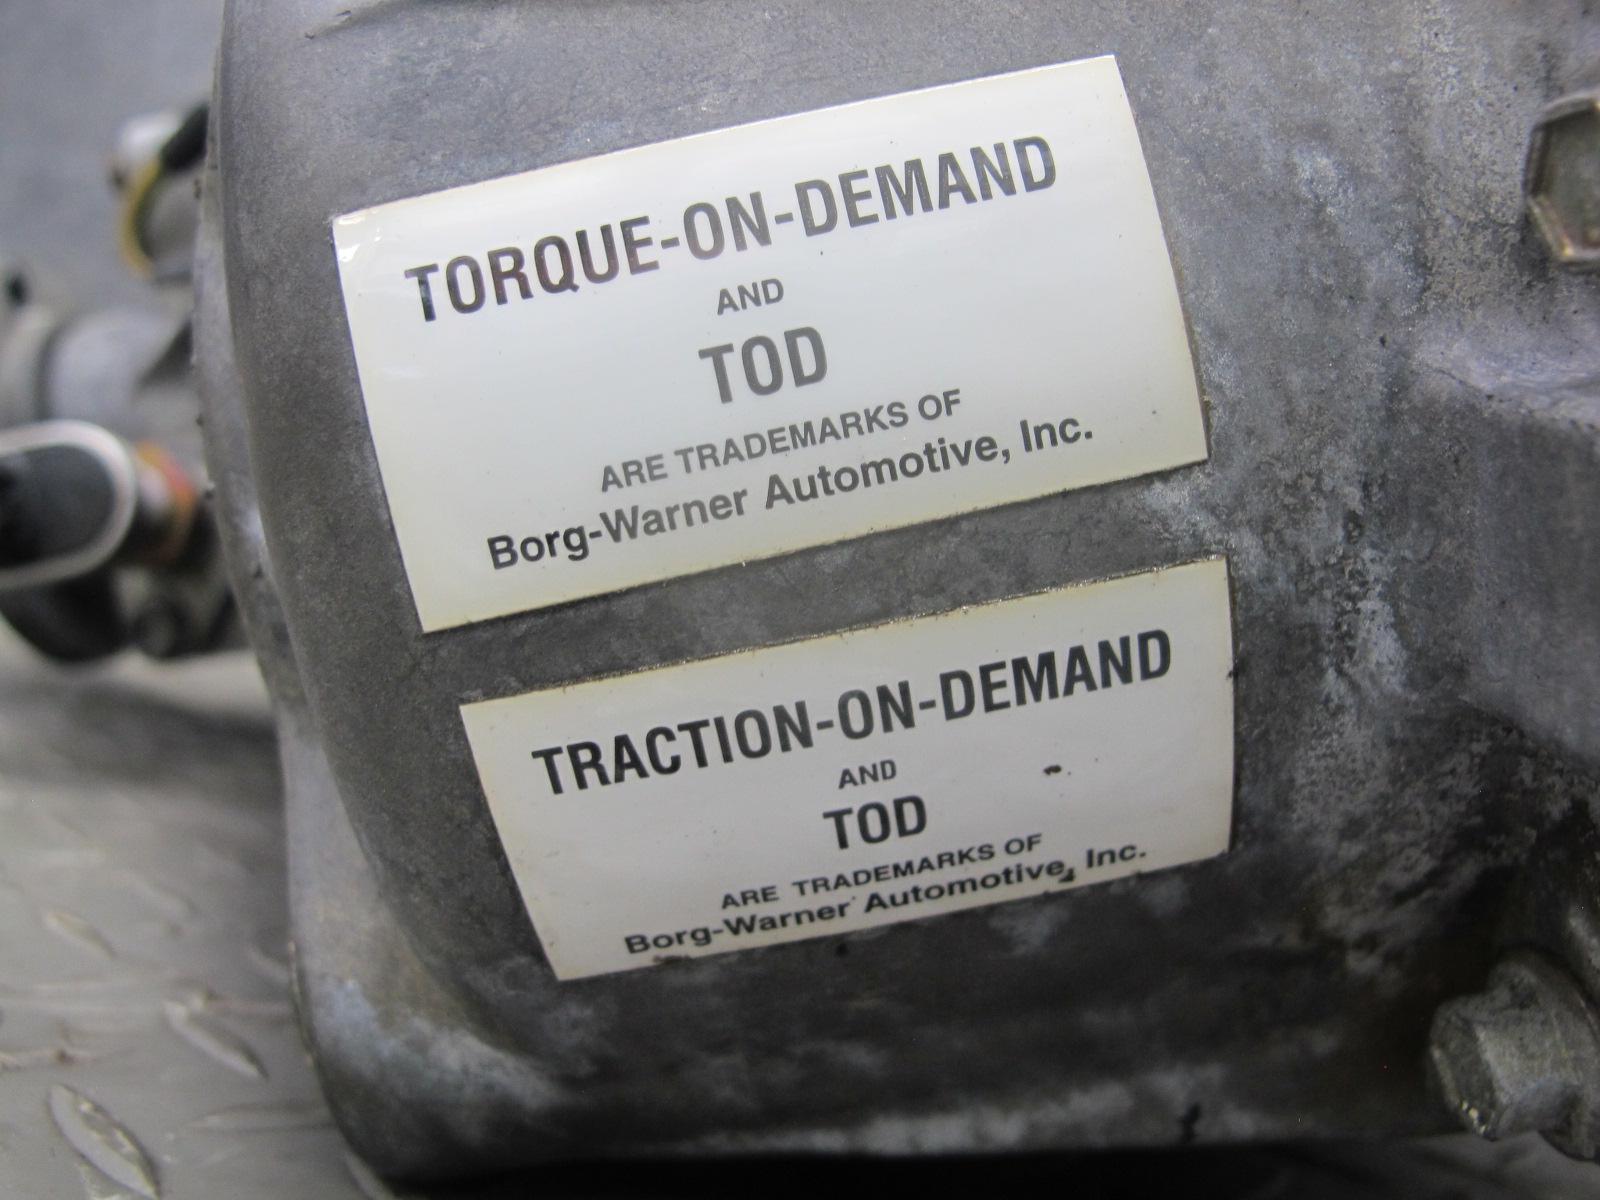 TORQUE-ON-DEMAND
AND
TOD
ARE TRADEMARKS OF
Borg-Warner Automotive, Inc.
TRACTION-ON-DEMAND
AND
TOD
ARE TRADEMARKS OF
Borg-Warner Automotive, Inc.